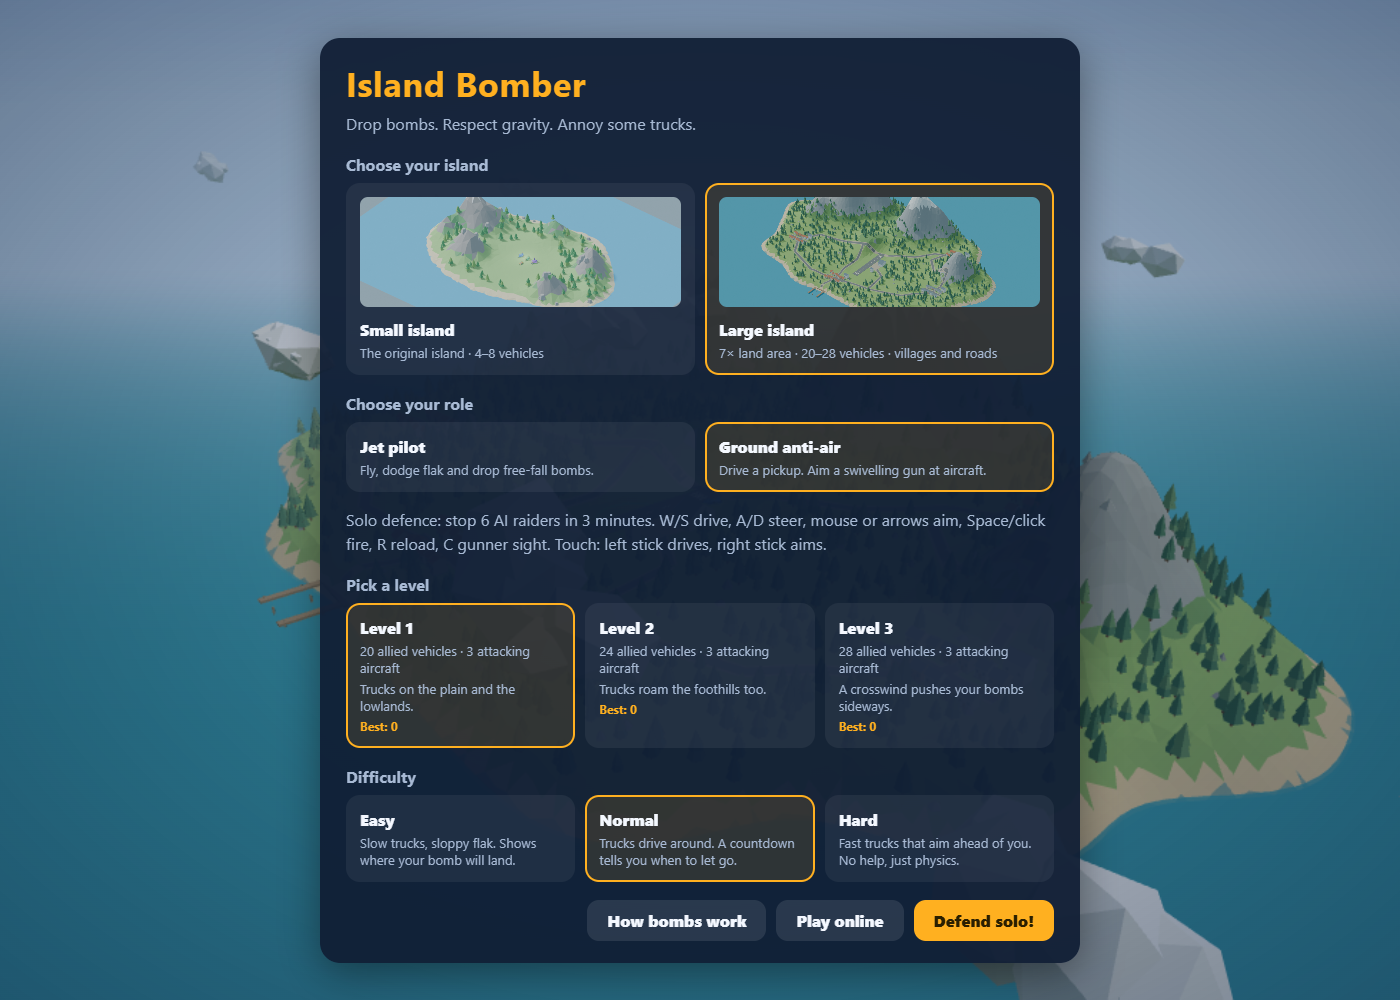 Island Bomber
Drop bombs. Respect gravity. Annoy some trucks.
Choose your island
Small island
The original island · 4–8 vehicles
Large island
7× land area · 20–28 vehicles · villages and roads
Choose your role
Jet pilot
Fly, dodge flak and drop free-fall bombs.
Ground anti-air
Drive a pickup. Aim a swivelling gun at aircraft.
Solo defence: stop 6 AI raiders in 3 minutes. W/S drive, A/D steer, mouse or arrows aim, Space/click
fire, R reload, C gunner sight. Touch: left stick drives, right stick aims.
Pick a level
Level 1
20 allied vehicles · 3 attacking
aircraft
Trucks on the plain and the
lowlands.
Best: 0
Level 2
24 allied vehicles · 3 attacking
aircraft
Trucks roam the foothills too.
Best: 0
Level 3
28 allied vehicles · 3 attacking
aircraft
A crosswind pushes your bombs
sideways.
Best: 0
Difficulty
Easy
Slow trucks, sloppy flak. Shows
where your bomb will land.
Normal
Trucks drive around. A countdown
tells you when to let go.
Hard
Fast trucks that aim ahead of you.
No help, just physics.
How bombs work
Play online
Defend solo!